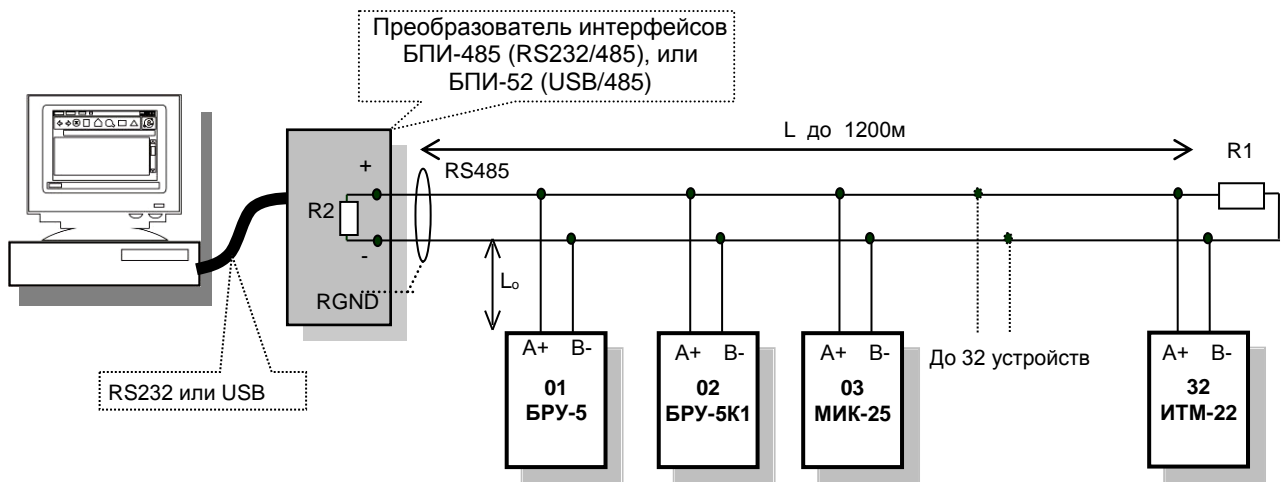 Преобразователь интерфейсов
БПИ-485 (RS232/485), или
БПИ-52 (USB/485)
L до 1200м
R1
+
RS485
R2
-
RGND
Lo
A+ B-
01
БРУ-5
A+ B-
02
БРУ-5К1
A+ B-
03
МИК-25
До 32 устройств
A+ B-
32
ИТМ-22
RS232 или USB